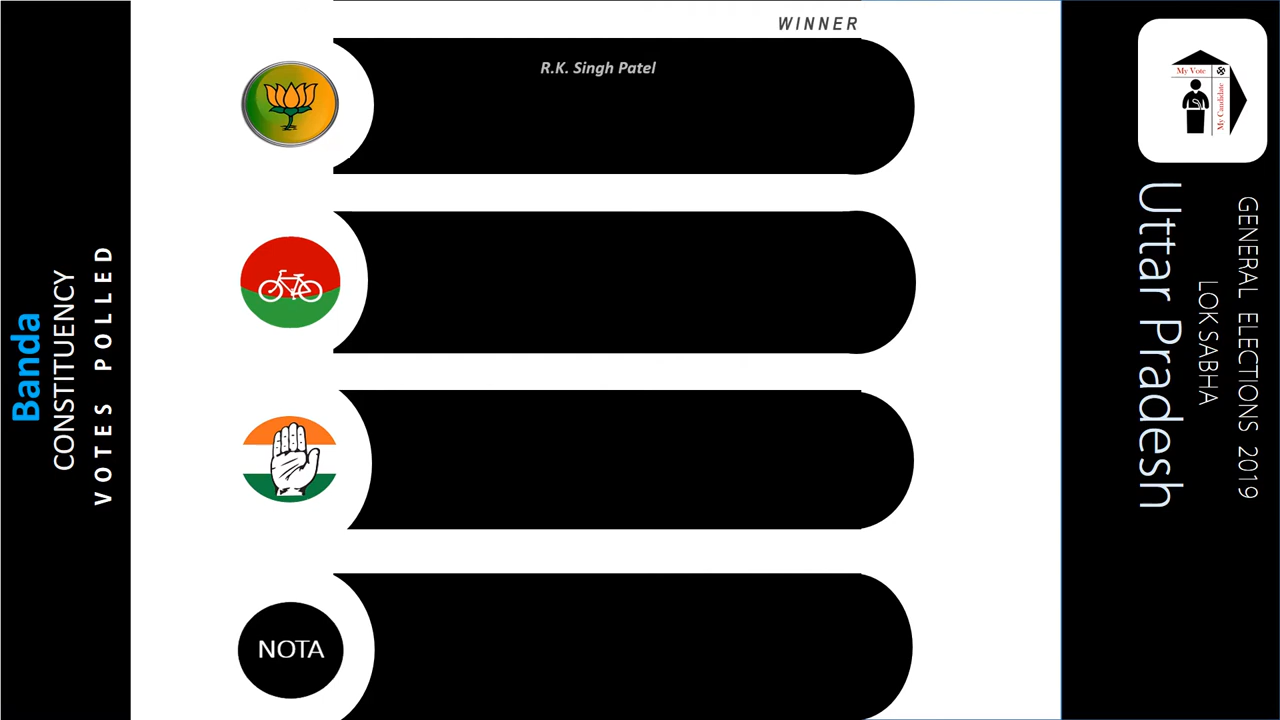 Banda
CONSTITUENCY
VOTES POLLED
WINNER
R.K. Singh Patel
NOTA
My Vote
My Candidate
GENERAL ELECTIONS 2019
LOK SABHA
Uttar Pradesh